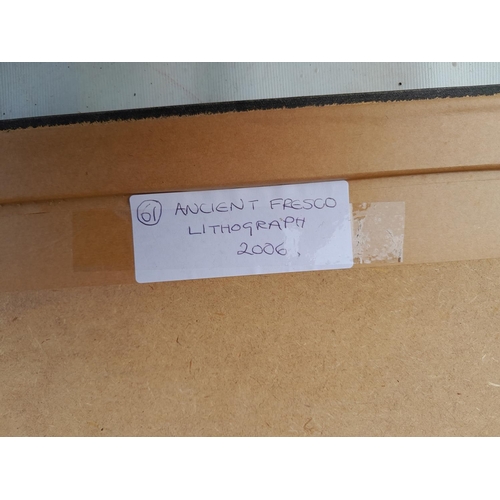 61 ANCIENT FRESCO
LITHOGRAPH
2006.